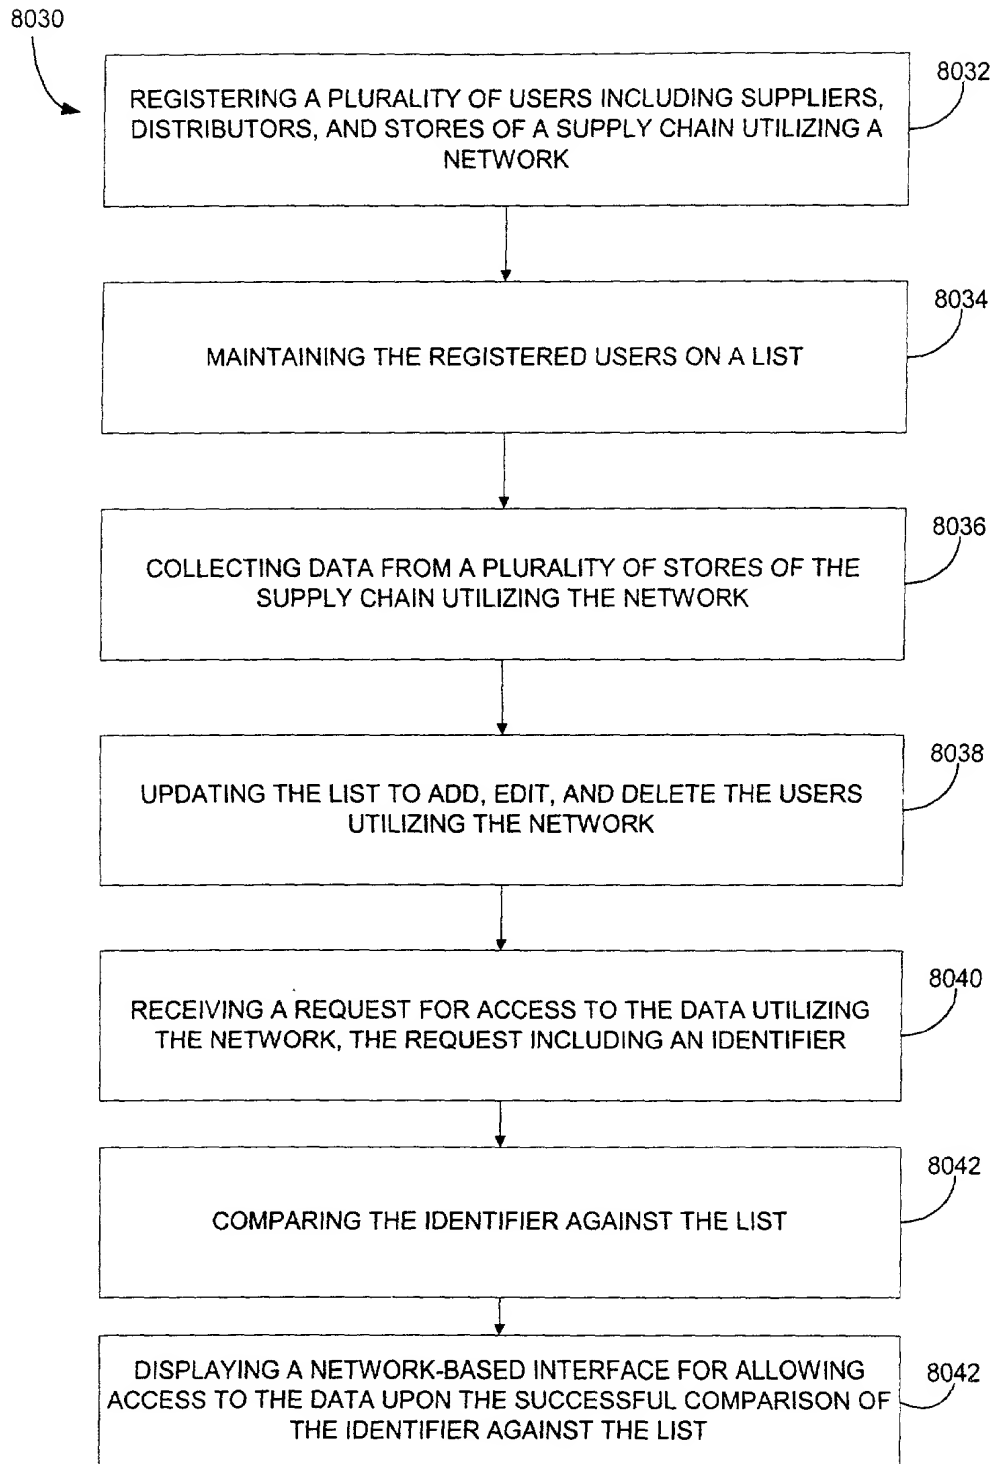 8030
8032
REGISTERING A PLURALITY OF USERS INCLUDING SUPPLIERS,
DISTRIBUTORS, AND STORES OF A SUPPLY CHAIN UTILIZING A
NETWORK
8034
MAINTAINING THE REGISTERED USERS ON A LIST
8036
COLLECTING DATA FROM A PLURALITY OF STORES OF THE
SUPPLY CHAIN UTILIZING THE NETWORK
8038
UPDATING THE LIST TO ADD, EDIT, AND DELETE THE USERS
UTILIZING THE NETWORK
8040
RECEIVING A REQUEST FOR ACCESS TO THE DATA UTILIZING
THE NETWORK, THE REQUEST INCLUDING AN IDENTIFIER
8042
COMPARING THE IDENTIFIER AGAINST THE LIST
8042
DISPLAYING A NETWORK-BASED INTERFACE FOR ALLOWING
ACCESS TO THE DATA UPON THE SUCCESSFUL COMPARISON OF
THE IDENTIFIER AGAINST THE LIST